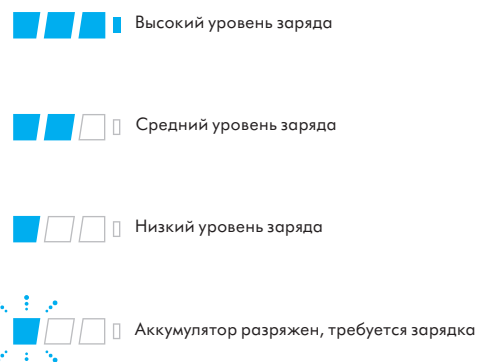 Высокий уровень заряда
Средний уровень заряда
Низкий уровень заряда
Аккумулятор разряжен, требуется зарядка